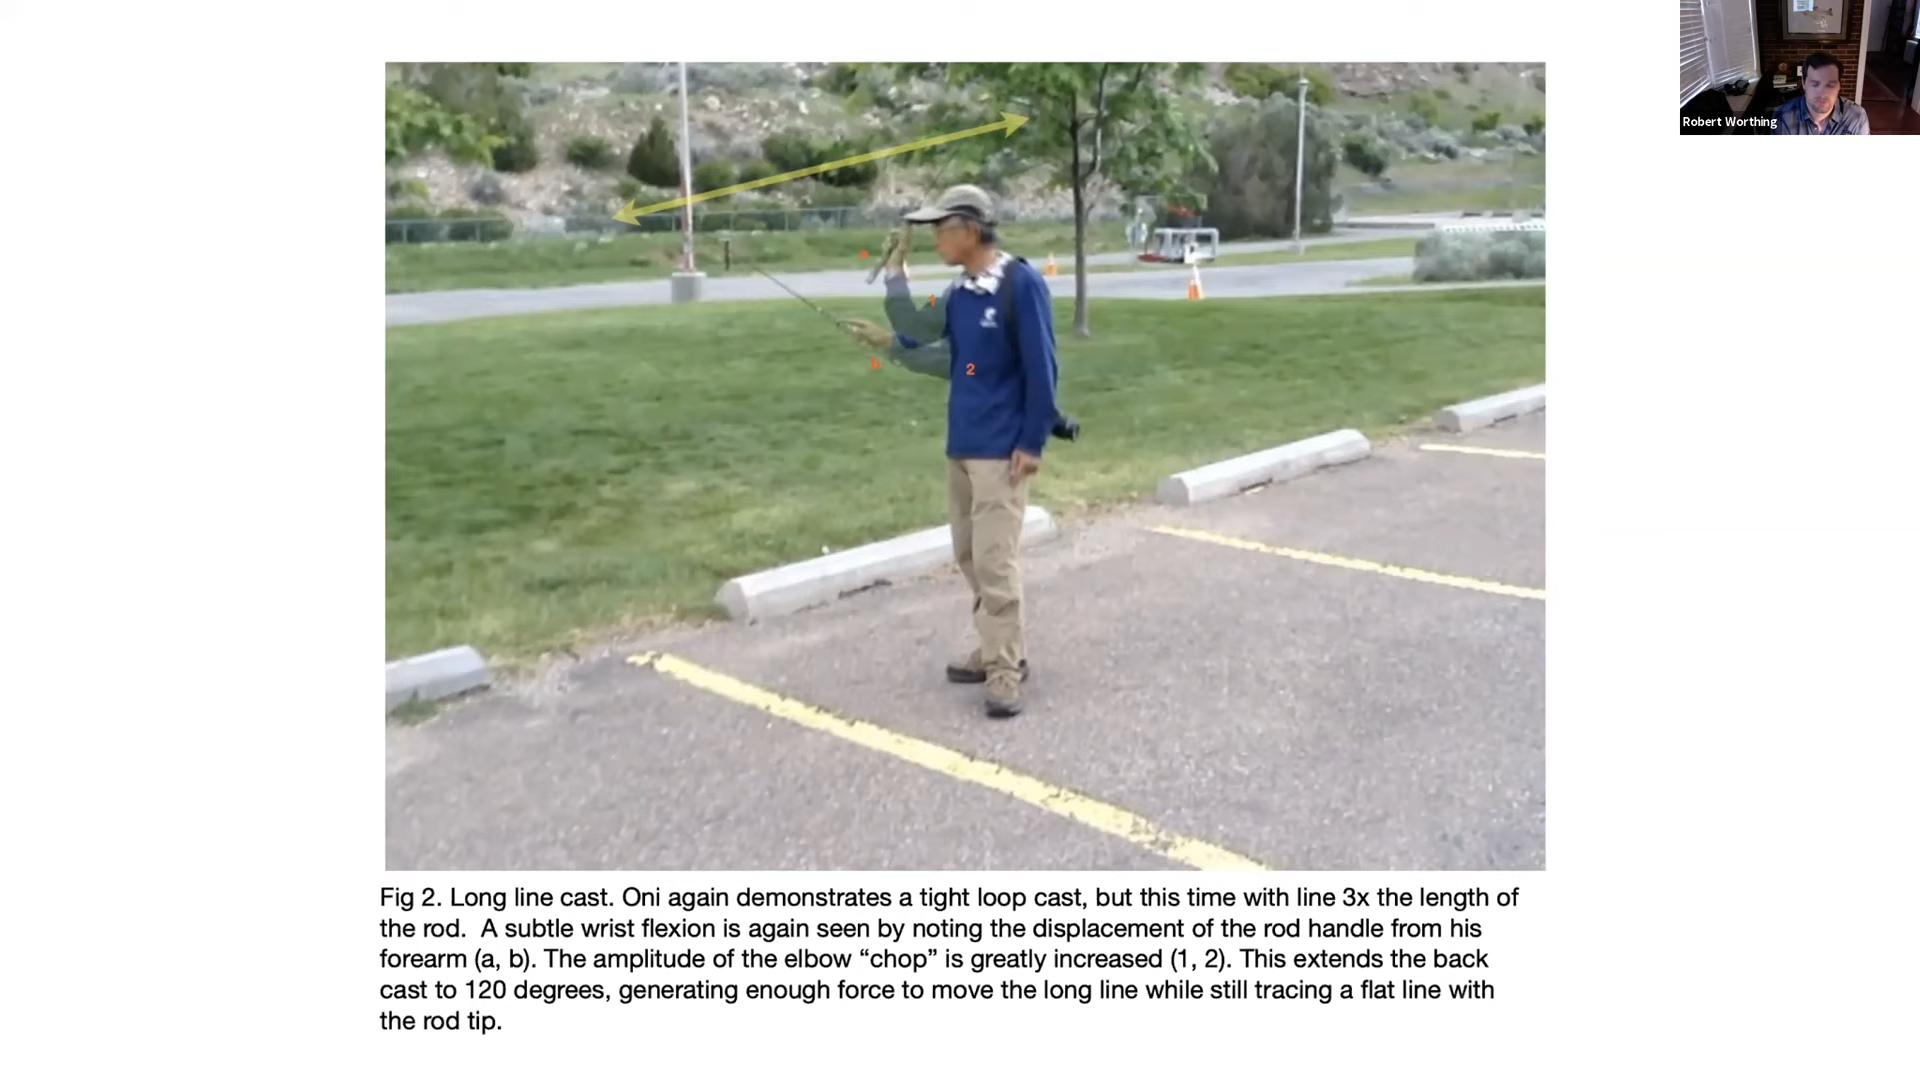 Robert Worthing
a
1
b
2
Fig 2. Long line cast. Oni again demonstrates a tight loop cast, but this time with line 3x the length of
the rod.  A subtle wrist flexion is again seen by noting the displacement of the rod handle from his
forearm (a, b). The amplitude of the elbow “chop” is greatly increased (1, 2). This extends the back
cast to 120 degrees, generating enough force to move the long line while still tracing a flat line with
the rod tip.